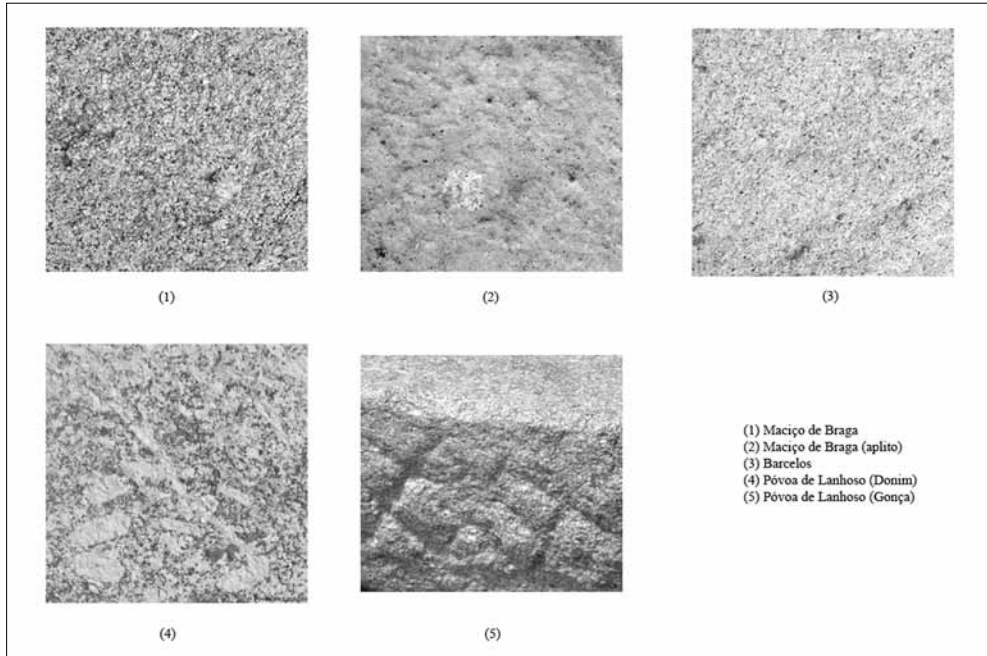 (1)
(2)
(3)
(4)
(5)
(1) Maciço de Braga
(2) Maciço de Braga (aplito)
(3) Barcelos
(4) Póvoa de Lanhoso (Donim)
(5) Póvoa de Lanhoso (Gonça)